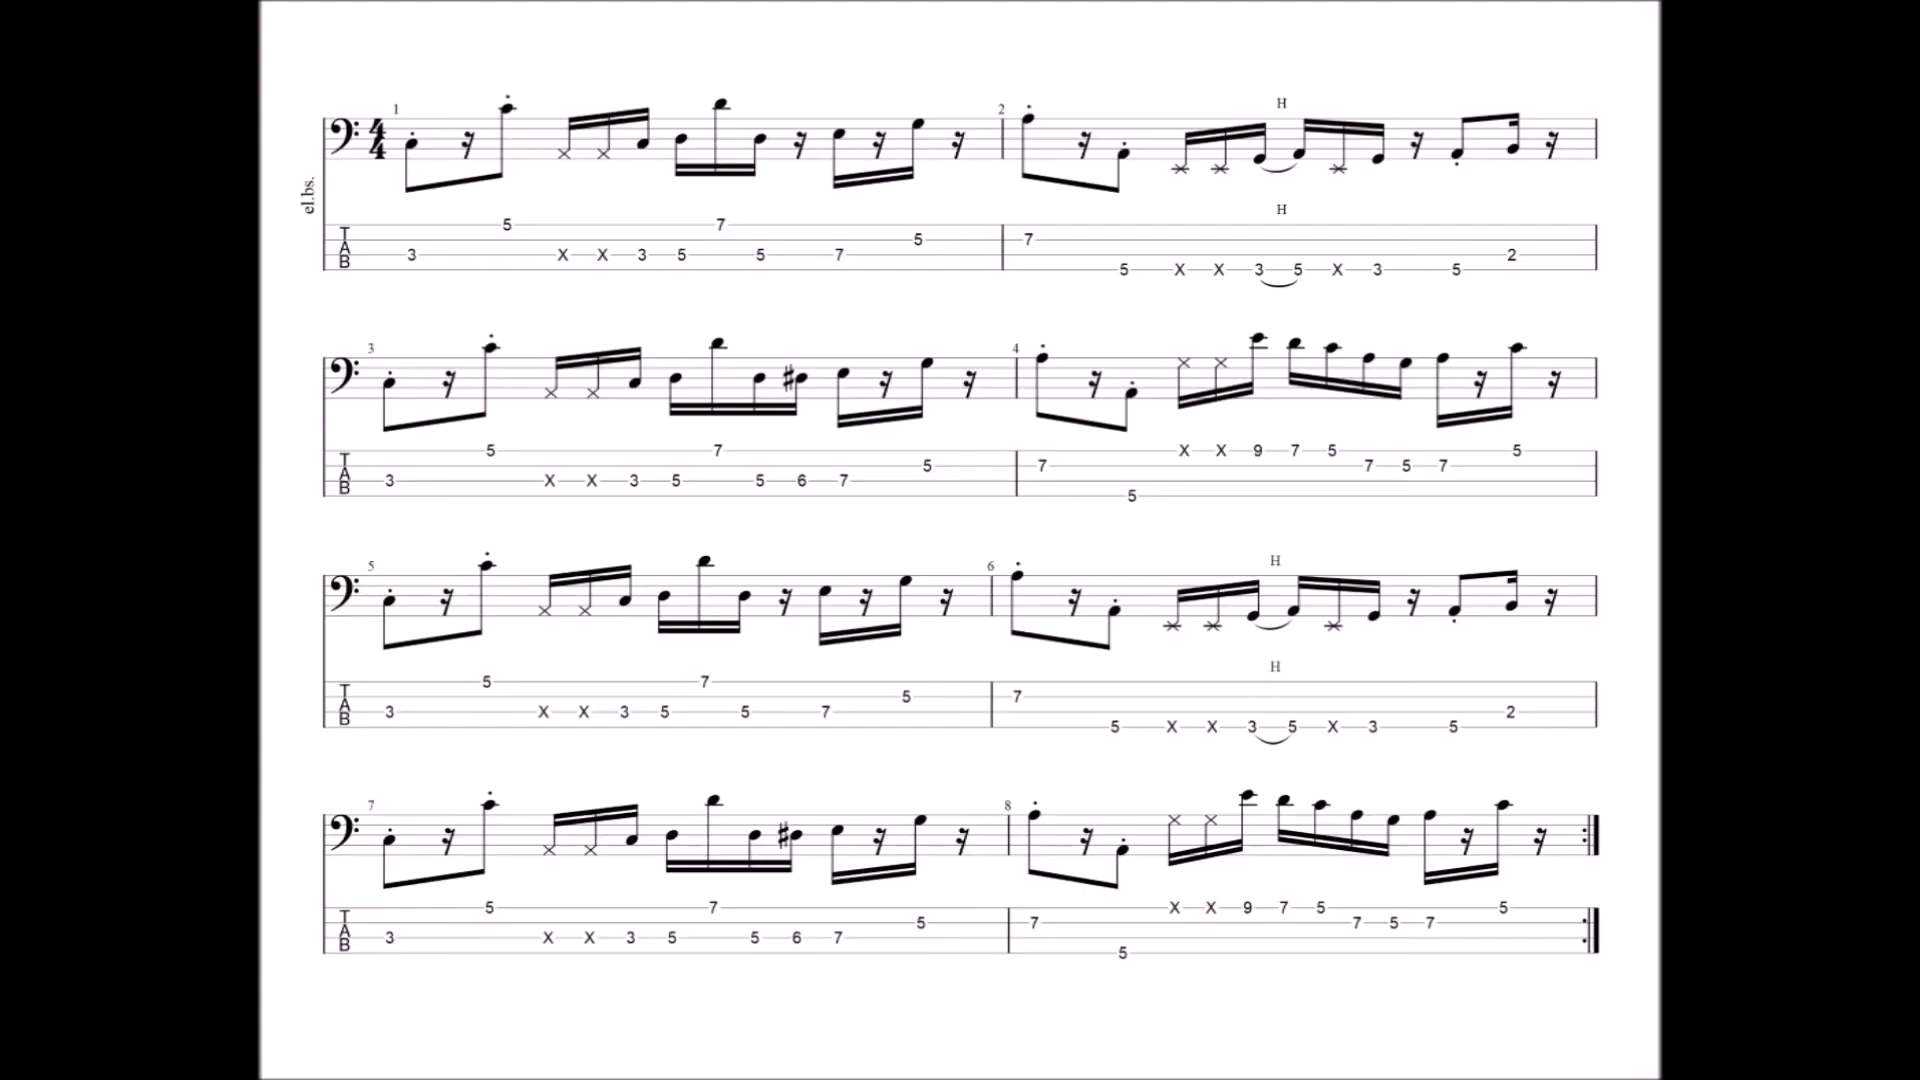 1 2 H
4
4
el.bs.
H
T A B 3 5 X X 3 5 7 5 7 5 7 5 X X 3 5 X 3 5 2
3 4
T A B 3 5 X X 3 5 7 5 6 7 5 7 5 X X 9 7 5 7 5 7 5
5 6 H
H
T A B 3 5 X X 3 5 7 5 7 5 7 5 X X 3 5 X 3 5 2
7 8
T A B 3 5 X X 3 5 7 5 6 7 5 7 5 X X 9 7 5 7 5 7 5